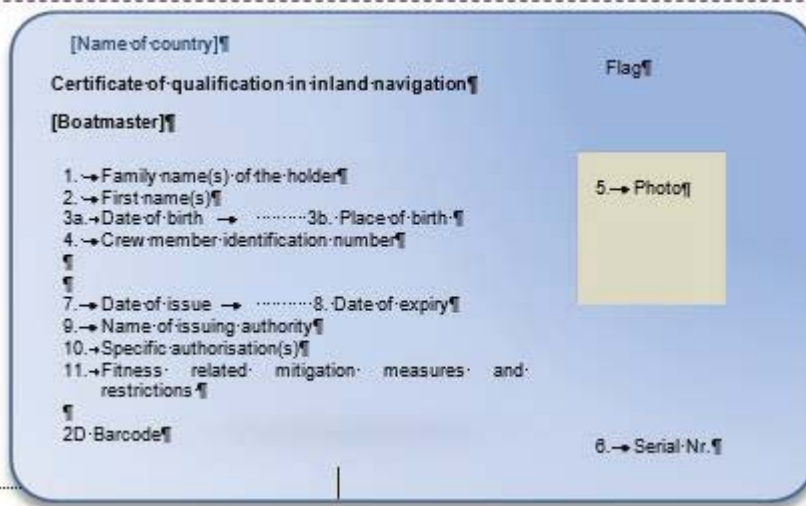 [Name of country]¶
Flag¶
Certificate of qualification in inland navigation¶
[Boatmaster]¶
1.→Family name(s) of the holder¶
2.→First name(s)¶
3a.→Date of birth → 3b. Place of birth ¶
4.→Crew member identification number¶
5.→Photo¶
¶
¶
7.→Date of issue → 8. Date of expiry¶
9.→Name of issuing authority¶
10.→Specific authorisation(s)¶
11.→Fitness related mitigation measures and
restrictions ¶
¶
2D Barcode¶
6.→Serial Nr.¶